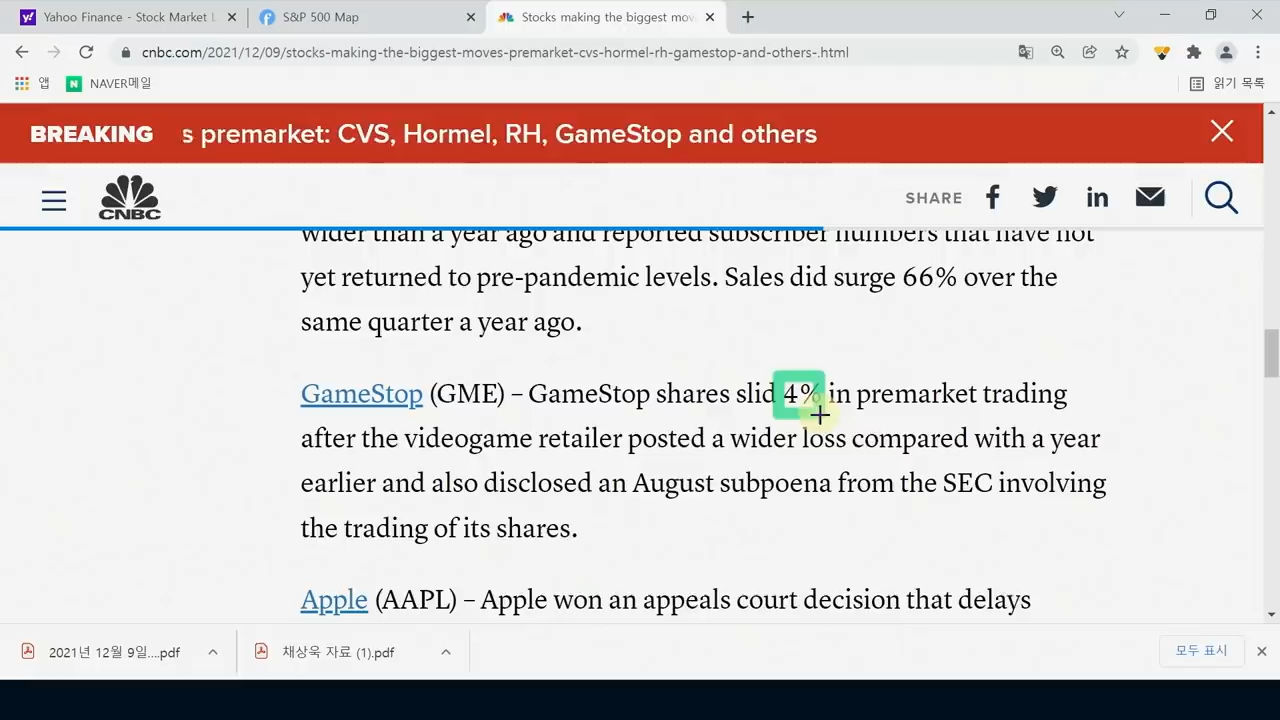 Yahoo Finance - Stock Market L
S&P 500 Map
Stocks making the biggest mov
cnbc.com/2021/12/09/stocks-making-the-biggest-moves-premarket-cvs-hormel-rh-gamestop-and-others-.html
앱
NAVER메일
읽기 목록
BREAKING
s premarket: CVS, Hormel, RH, GameStop and others
CNBC
SHARE
wider than a year ago and reported subscriber numbers that have not
yet returned to pre-pandemic levels. Sales did surge 66% over the
same quarter a year ago.
GameStop (GME) – GameStop shares slid 4% in premarket trading
after the videogame retailer posted a wider loss compared with a year
earlier and also disclosed an August subpoena from the SEC involving
the trading of its shares.
Apple (AAPL) – Apple won an appeals court decision that delays
2021년 12월 9일....pdf
채상욱 자료 (1).pdf
모두 표시